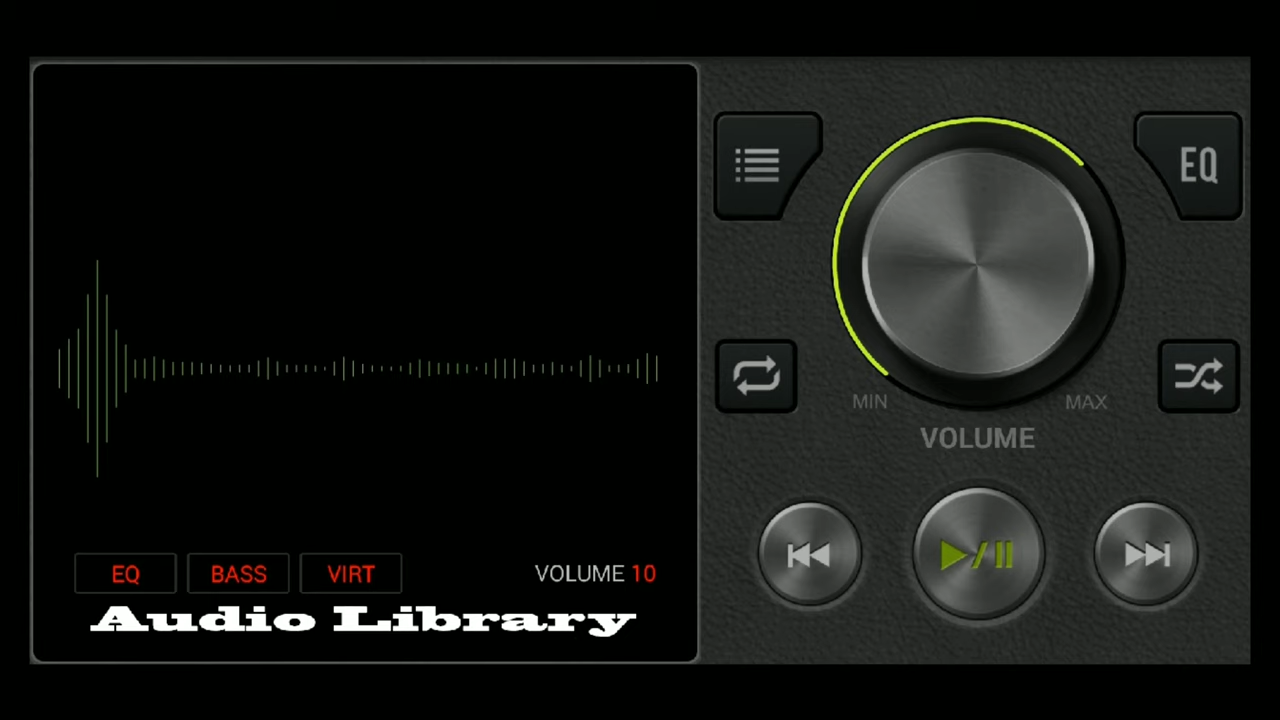 EQ BASS VIRT VOLUME 10
Audio Library
EQ
MIN MAX
VOLUME